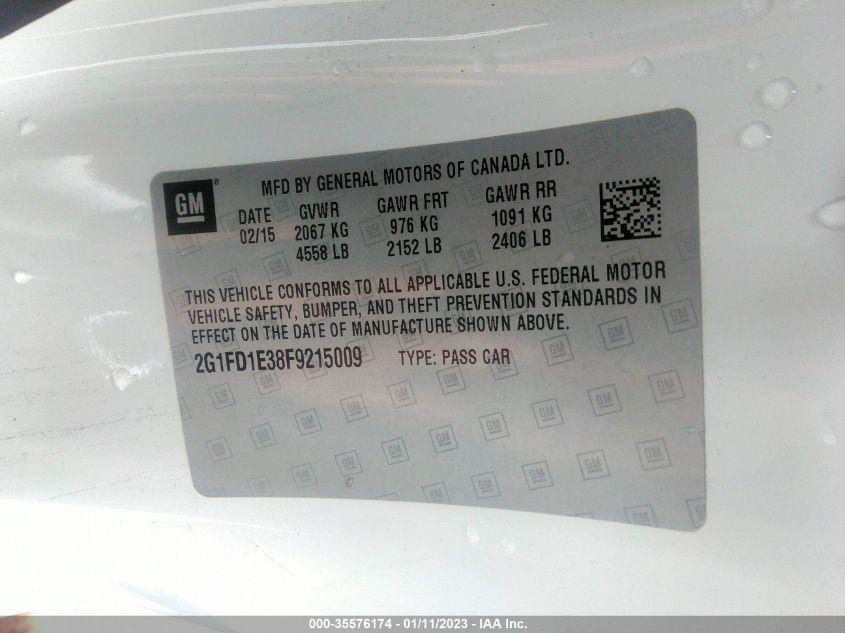 GM ®
MFD BY GENERAL MOTORS OF CANADA LTD.
DATE GVWR GAWR FRT GAWR RR
02/15 2067 KG 976 KG 1091 KG
4558 LB 2152 LB 2406 LB
THIS VEHICLE CONFORMS TO ALL APPLICABLE U.S. FEDERAL MOTOR
VEHICLE SAFETY, BUMPER, AND THEFT PREVENTION STANDARDS IN
EFFECT ON THE DATE OF MANUFACTURE SHOWN ABOVE.
2G1FD1E38F9215009 TYPE: PASS CAR
000-35576174 - 01/11/2023 - IAA Inc.